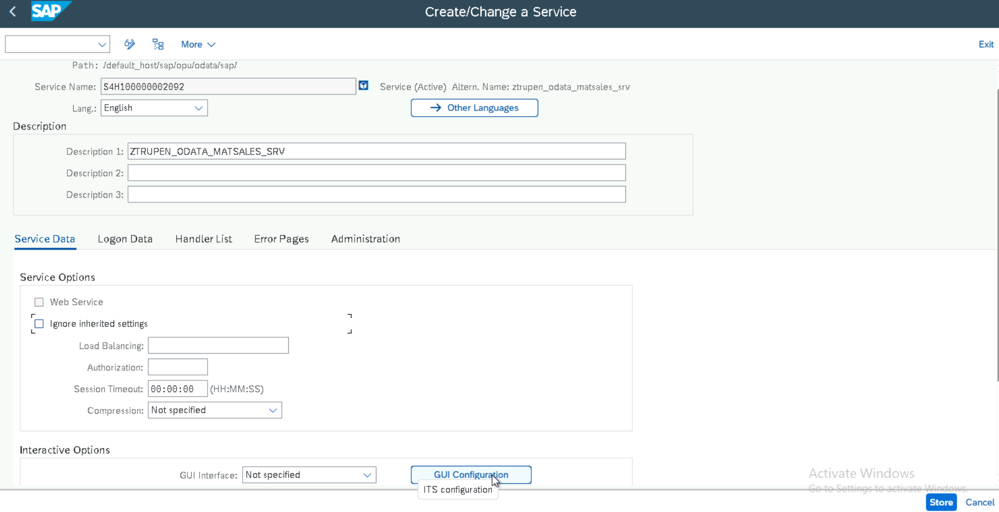 SAP Create/Change a Service
More Exit
Path: /default_host/sap/opu/odata/sap/
Service Name: S4H100000002092 Service (Active) Altern. Name: ztrupen_odata_matsales_srv
Lang.: English Other Languages
Description
Description 1: ZTRUPEN_ODATA_MATSALES_SRV
Description 2:
Description 3:
Service Data Logon Data Handler List Error Pages Administration
Service Options
Web Service
Ignore inherited settings
Load Balancing:
Authorization:
Session Timeout: 00:00:00 (HH:MM:SS)
Compression: Not specified
Interactive Options
GUI Interface: Not specified GUI Configuration
ITS configuration
Activate Windows
Go to Settings to activate Windows.
Store Cancel